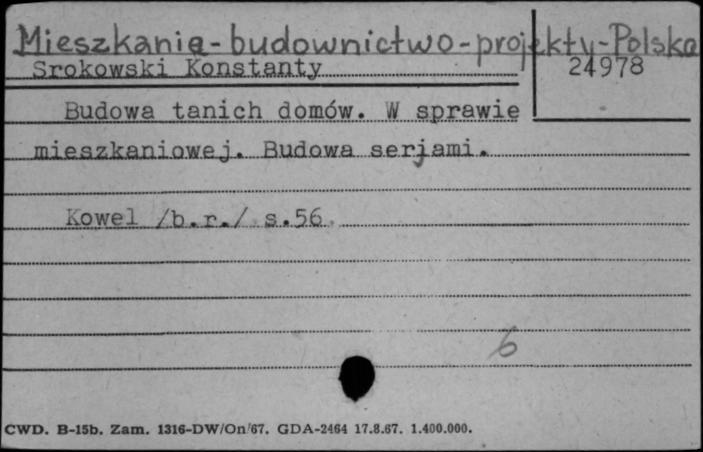 Mieszkania-budownictwo-projekty-Polska
Srokowski Konstanty
24978
Budowa tanich domów. W sprawie
mieszkaniowej. Budowa serjami.
Kowel /b.r./ s.56
6
CWD. B-15b. Zam. 1316-DW/On/67. GDA-2464 17.8.67. 1.400.000.